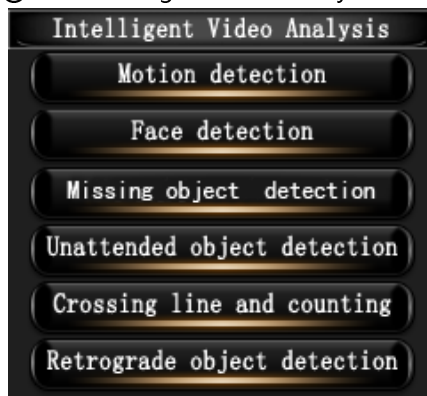 Intelligent Video Analysis
Motion detection
Face detection
Missing object detection
Unattended object detection
Crossing line and counting
Retrograde object detection